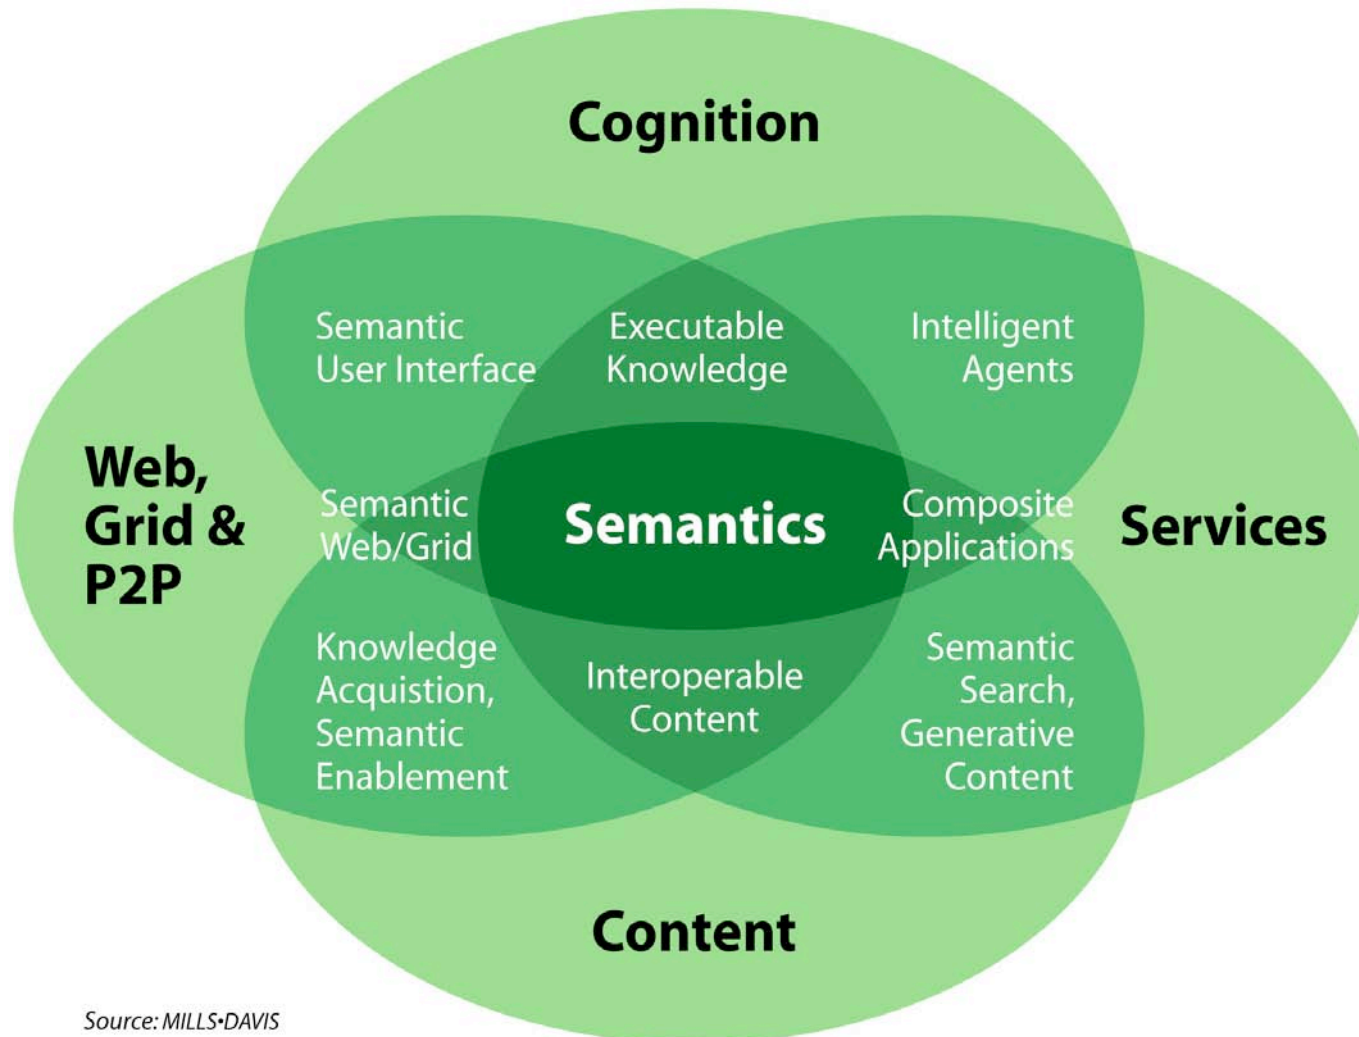 Cognition
Semantic
User Interface
Executable
Knowledge
Intelligent
Agents
Web,
Grid &
P2P
Semantic
Web/Grid
Semantics
Composite
Applications
Services
Knowledge
Acquistion,
Semantic
Enablement
Interoperable
Content
Semantic
Search,
Generative
Content
Content
Source: MILLS•DAVIS